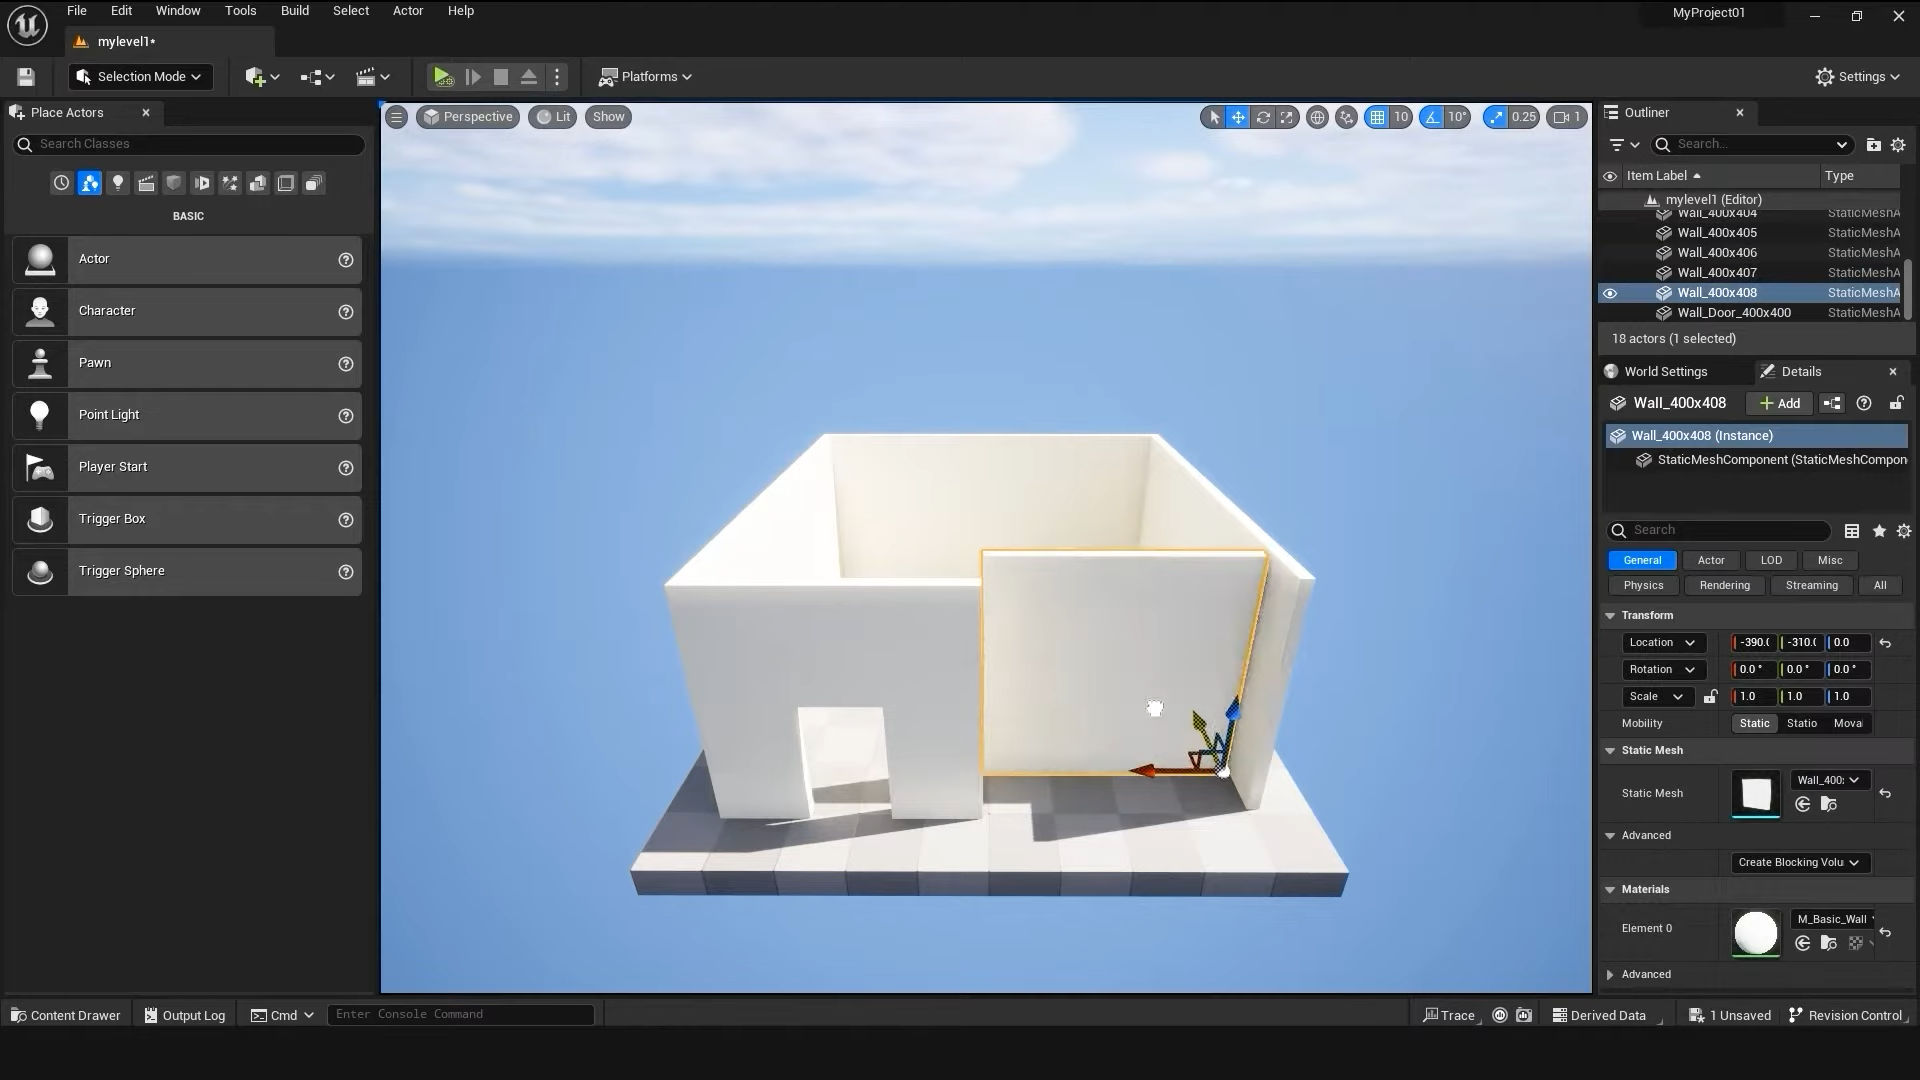 File Edit Window Tools Build Select Actor Help
MyProject01
mylevel1*
Selection Mode
Platforms
Settings
Place Actors
Search Classes
BASIC
Actor
Character
Pawn
Point Light
Player Start
Trigger Box
Trigger Sphere
Perspective
Lit
Show
10
10°
0.25
1
Outliner
Search...
Item Label
Type
mylevel1 (Editor)
Wall_400x404 StaticMeshA
Wall_400x405 StaticMeshA
Wall_400x406 StaticMeshA
Wall_400x407 StaticMeshA
Wall_400x408 StaticMeshA
Wall_Door_400x400 StaticMeshA
18 actors (1 selected)
World Settings
Details
Wall_400x408
Add
Wall_400x408 (Instance)
StaticMeshComponent (StaticMeshCompon
Search
General Actor LOD Misc
Physics Rendering Streaming All
Transform
Location -390.( -310.( 0.0
Rotation 0.0 ° 0.0 ° 0.0 °
Scale 1.0 1.0 1.0
Mobility Static Statio Moval
Static Mesh
Static Mesh Wall_400:
Advanced
Create Blocking Volu
Materials
Element 0 M_Basic_Wall
Advanced
Content Drawer
Output Log
Cmd
Enter Console Command
Trace
Derived Data
1 Unsaved
Revision Control